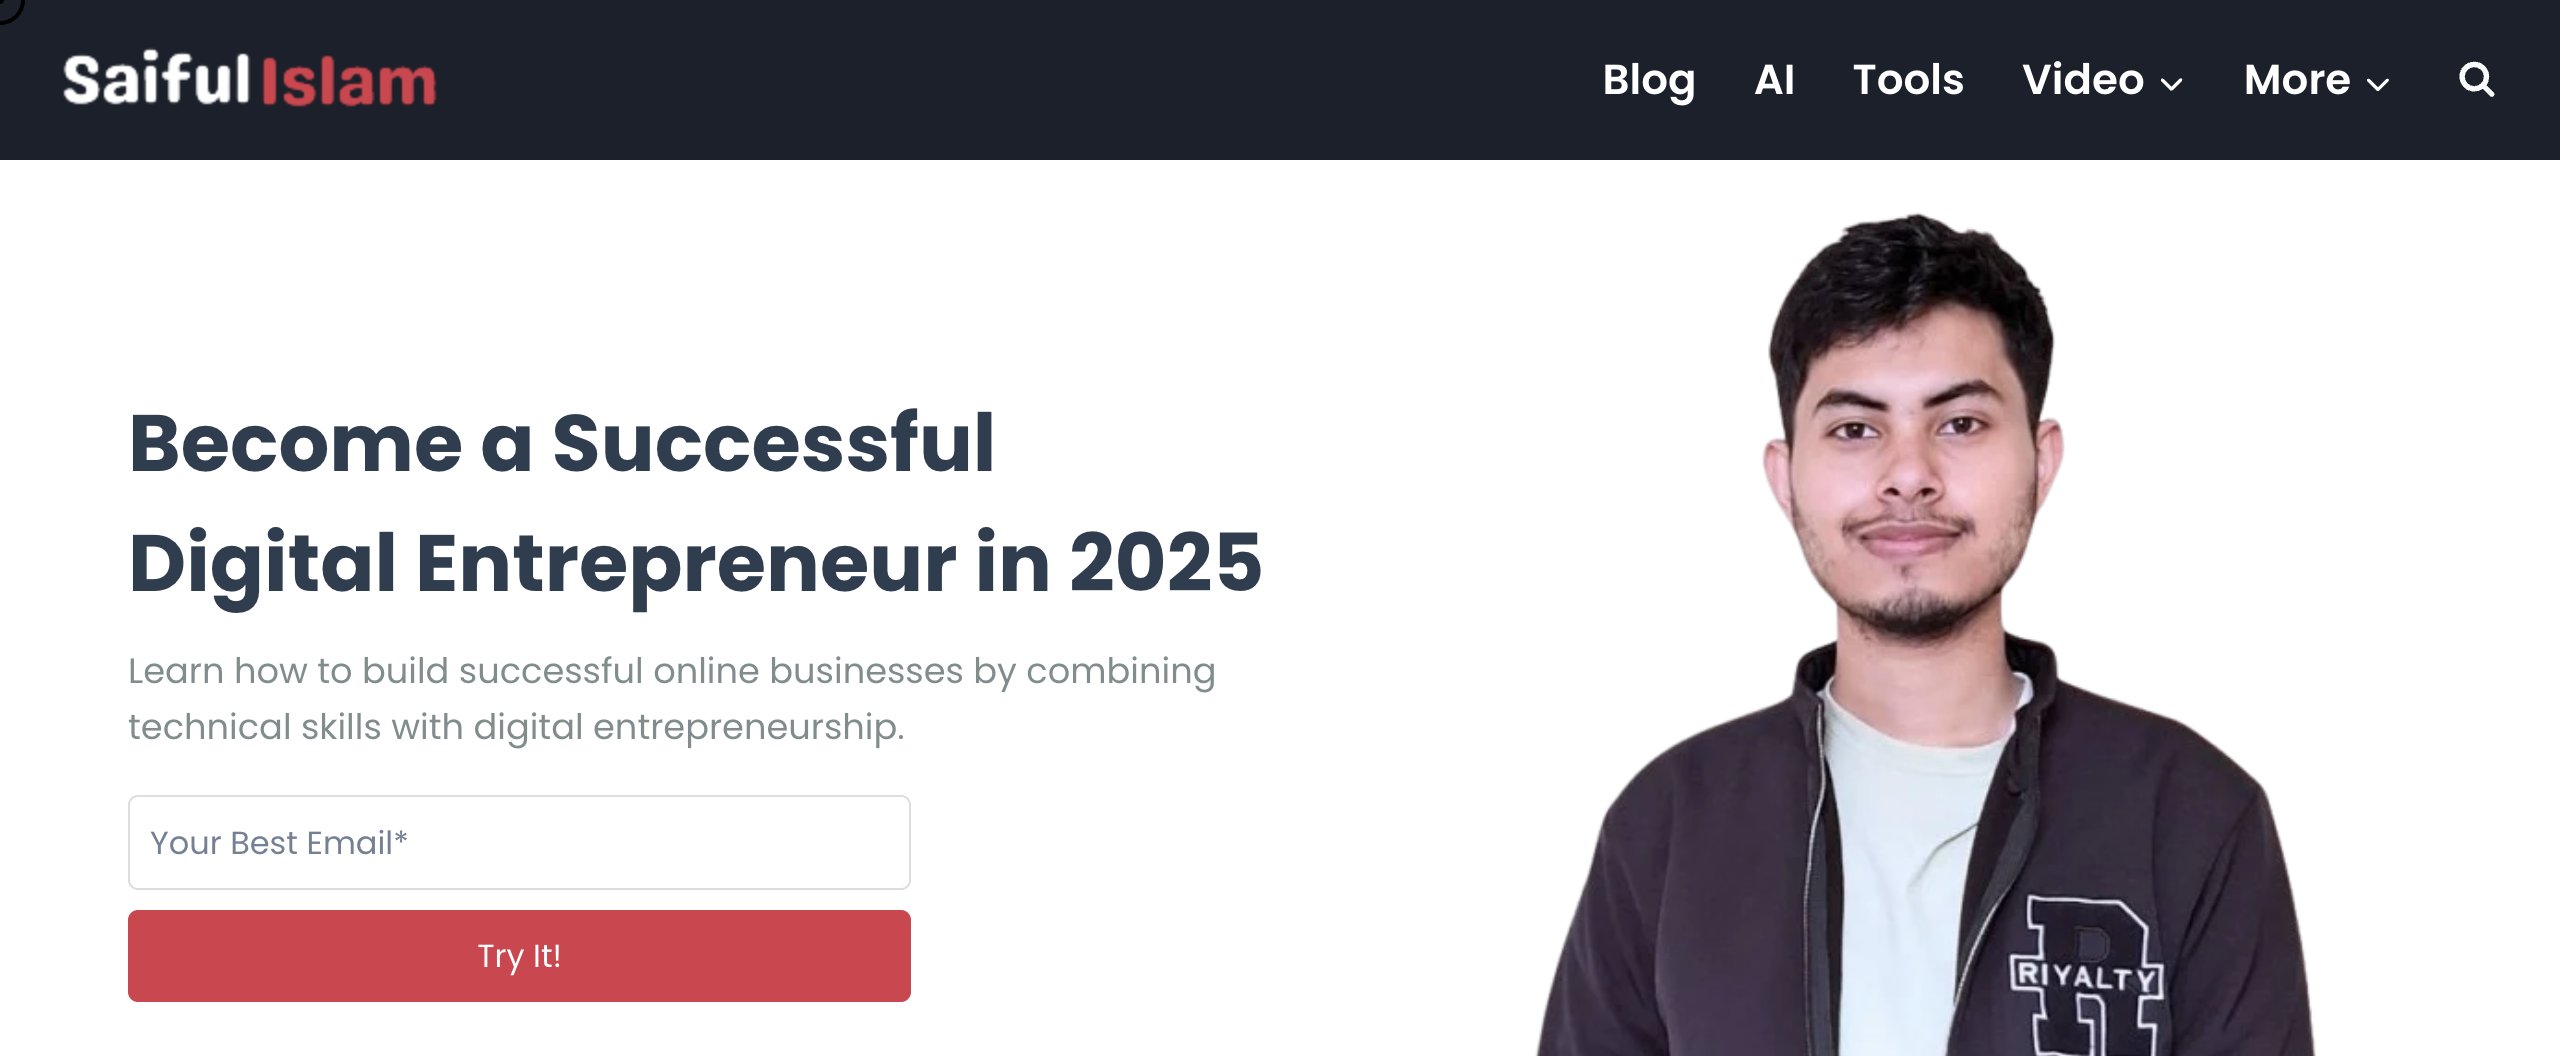 Saiful Islam
Blog AI Tools Video More
Become a Successful
Digital Entrepreneur in 2025
Learn how to build successful online businesses by combining
technical skills with digital entrepreneurship.
Your Best Email*
Try It!
RIYALTY